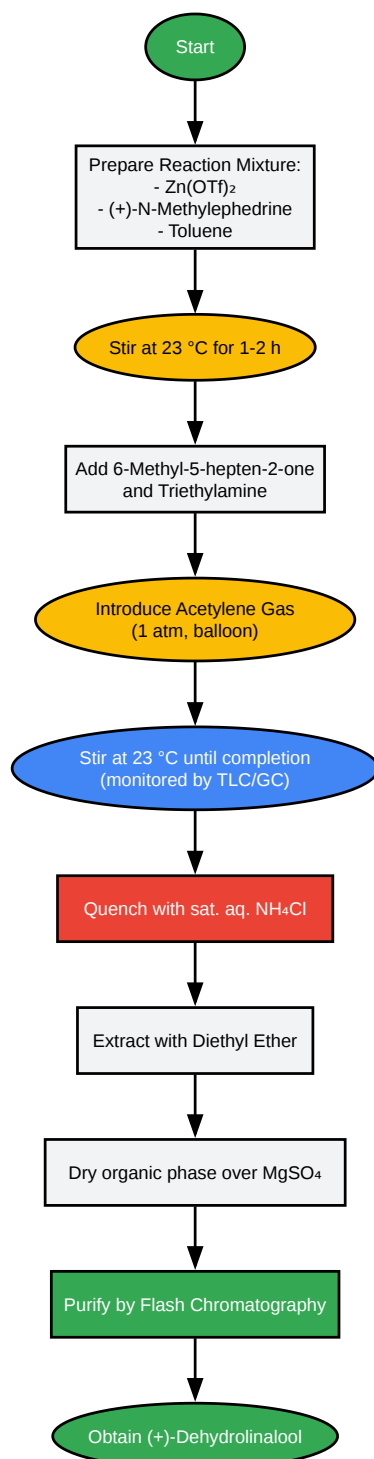 Start
Prepare Reaction Mixture:
- Zn(OTf)₂
- (+)-N-Methylephedrine
- Toluene
Stir at 23 °C for 1-2 h
Add 6-Methyl-5-hepten-2-one
and Triethylamine
Introduce Acetylene Gas
(1 atm, balloon)
Stir at 23 °C until completion
(monitored by TLC/GC)
Quench with sat. aq. NH₄Cl
Extract with Diethyl Ether
Dry organic phase over MgSO₄
Purify by Flash Chromatography
Obtain (+)-Dehydrolinalool